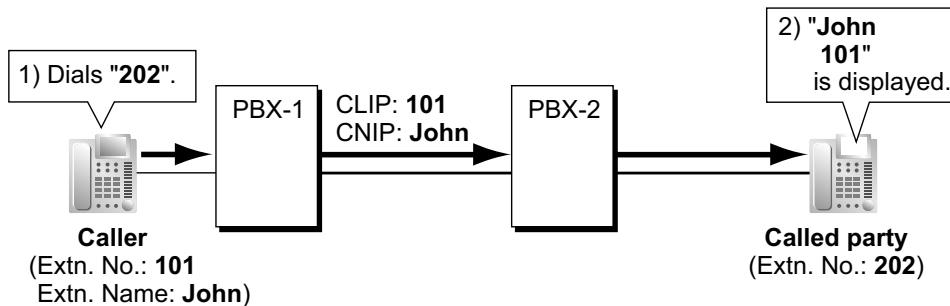 1) Dials "202".
PBX-1
CLIP: 101
CNIP: John
PBX-2
2) "John
101"
is displayed.
Caller
(Extn. No.: 101
Extn. Name: John)
Called party
(Extn. No.: 202)